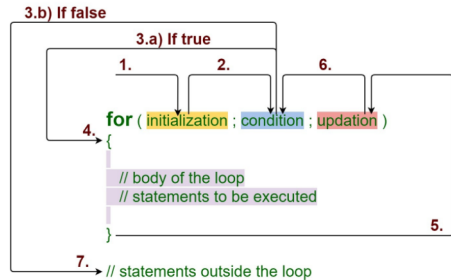 3.b) If false
3.a) If true
1. 2. 6.
for ( initialization ; condition ; updation )
4. {
// body of the loop
// statements to be executed
} 5.
7. // statements outside the loop